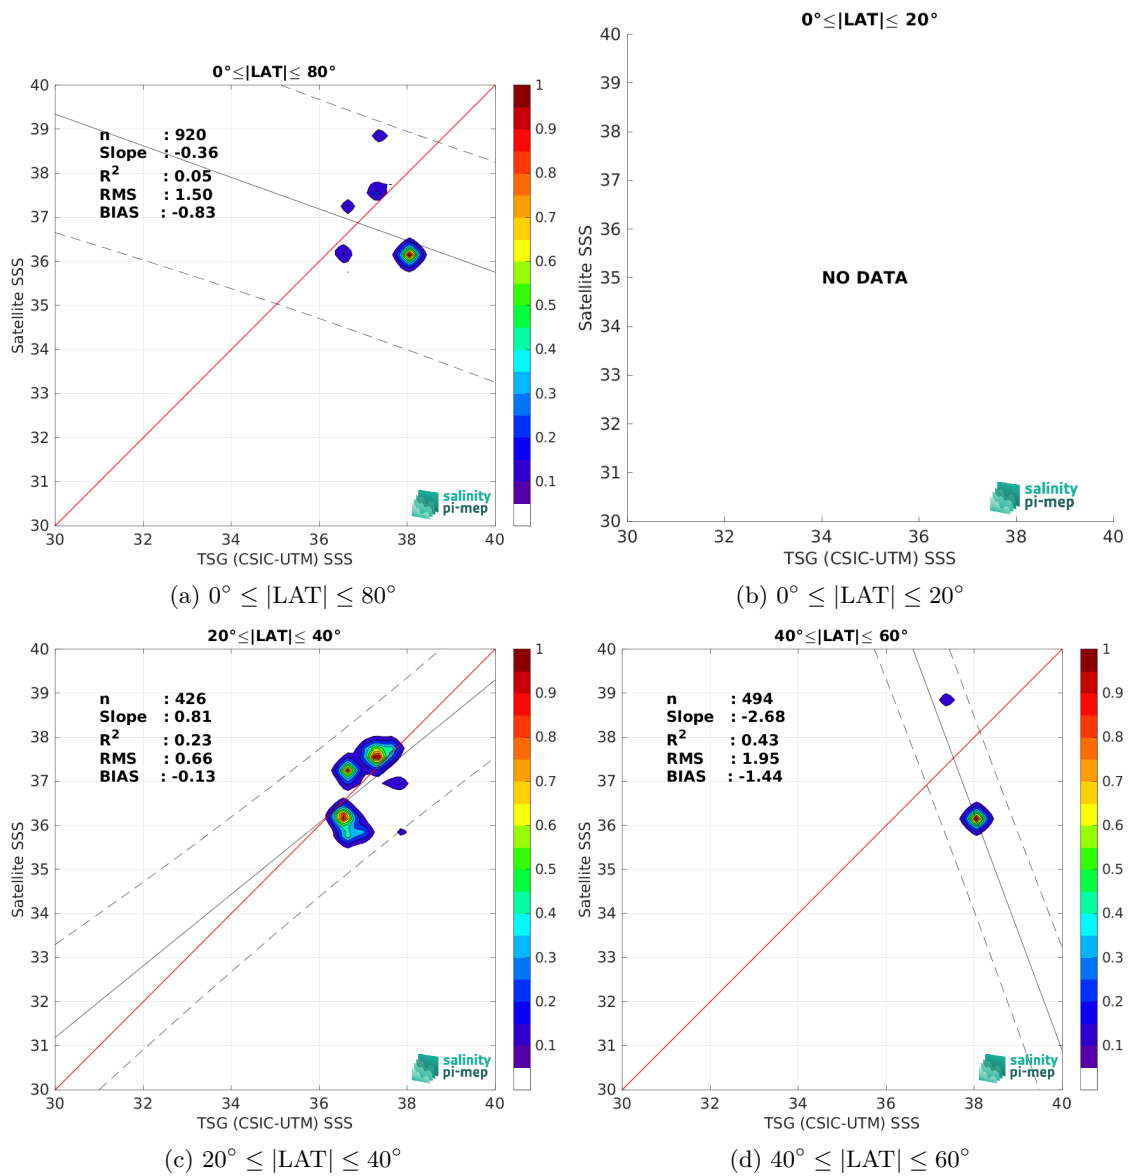 0°≤|LAT|≤ 80°
n : 920
Slope : -0.36
R² : 0.05
RMS : 1.50
BIAS : -0.83
Satellite SSS
40
39
38
37
36
35
34
33
32
31
30
30 32 34 36 38 40
TSG (CSIC-UTM) SSS
1
0.9
0.8
0.7
0.6
0.5
0.4
0.3
0.2
0.1
salinity
pi-mep
(a) 0° ≤ |LAT| ≤ 80°
0°≤|LAT|≤ 20°
NO DATA
Satellite SSS
40
39
38
37
36
35
34
33
32
31
30
30 32 34 36 38 40
TSG (CSIC-UTM) SSS
salinity
pi-mep
(b) 0° ≤ |LAT| ≤ 20°
20°≤|LAT|≤ 40°
n : 426
Slope : 0.81
R² : 0.23
RMS : 0.66
BIAS : -0.13
Satellite SSS
40
39
38
37
36
35
34
33
32
31
30
30 32 34 36 38 40
TSG (CSIC-UTM) SSS
1
0.9
0.8
0.7
0.6
0.5
0.4
0.3
0.2
0.1
salinity
pi-mep
(c) 20° ≤ |LAT| ≤ 40°
40°≤|LAT|≤ 60°
n : 494
Slope : -2.68
R² : 0.43
RMS : 1.95
BIAS : -1.44
Satellite SSS
40
39
38
37
36
35
34
33
32
31
30
30 32 34 36 38 40
TSG (CSIC-UTM) SSS
1
0.9
0.8
0.7
0.6
0.5
0.4
0.3
0.2
0.1
salinity
pi-mep
(d) 40° ≤ |LAT| ≤ 60°